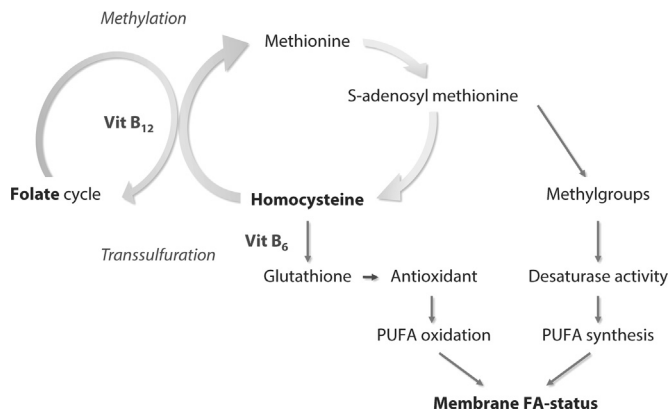 Methylation
Methionine
S-adenosyl methionine
Vit B₁₂
Folate cycle
Homocysteine
Methylgroups
Vit B₆
Transsulfuration
Glutathione
Antioxidant
Desaturase activity
PUFA oxidation
PUFA synthesis
Membrane FA-status